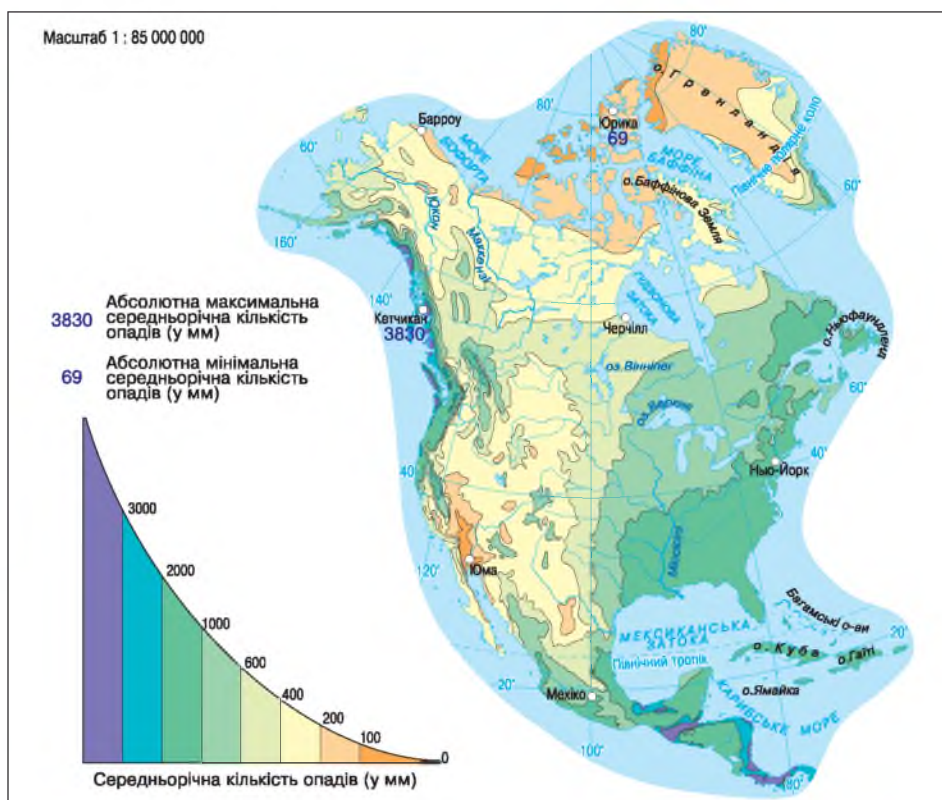 Масштаб 1 : 85 000 000
80°
60°
Барроу
МОРЕ
БОФОРТА
80°
Юрика
69
МОРЕ
БАФФІНА
о. Гренландія
Північне полярне коло
60°
о. Баффінова Земля
160°
Юкон
Маккензі
140°
Кетчикан
3830
Гудзонова
затока
Черчілл
о. Ньюфаундленд
60°
оз. Вінніпег
оз. Верхнє
40°
Нью-Йорк
40
Міссісіпі
120°
Юма
Багамські о-ви
20°
МЕКСИКАНСЬКА
ЗАТОКА
Північний тропік
о. Куба
о. Гаїті
20°
Мехіко
о. Ямайка
КАРИБСЬКЕ МОРЕ
100°
80°
3830
Абсолютна максимальна
середньорічна кількість
опадів (у мм)
69
Абсолютна мінімальна
середньорічна кількість
опадів (у мм)
3000
2000
1000
600
400
200
100
0
Середньорічна кількість опадів (у мм)